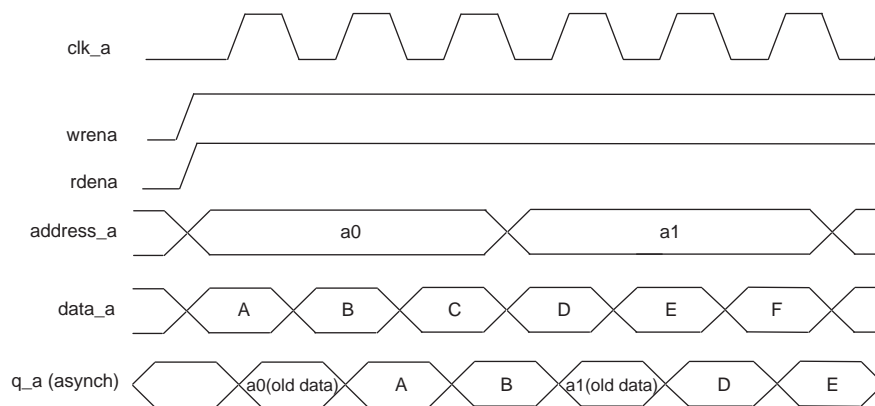 clk_a
wrena
rdena
address_a a0 a1
data_a A B C D E F
q_a (asynch) a0(old data) A B a1(old data) D E